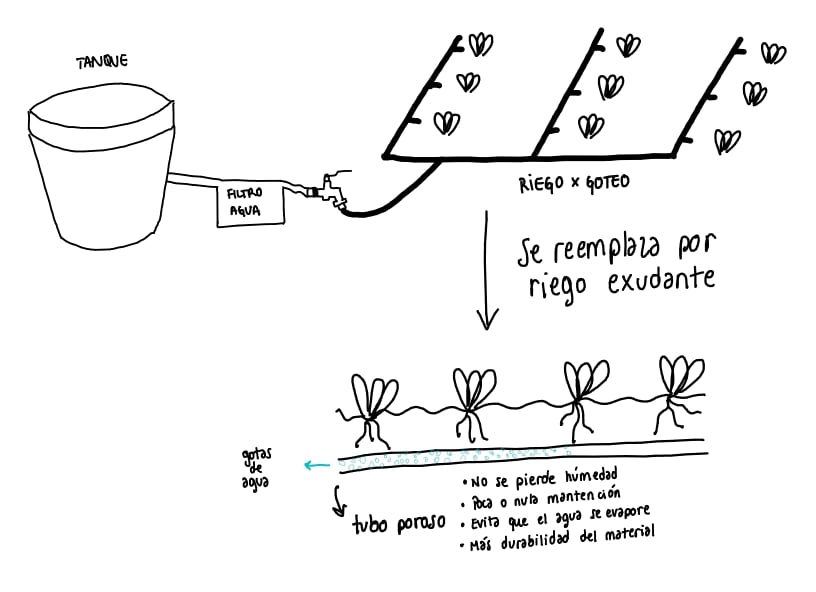 TANQUE
FILTRO
AGUA
RIEGO x GOTEO
Se reemplaza por
riego exudante
gotas
de
agua
tubo poroso
• No se pierde húmedad
• Poca o nula mantención
• Evita que el agua se evapore
• Más durabilidad del material